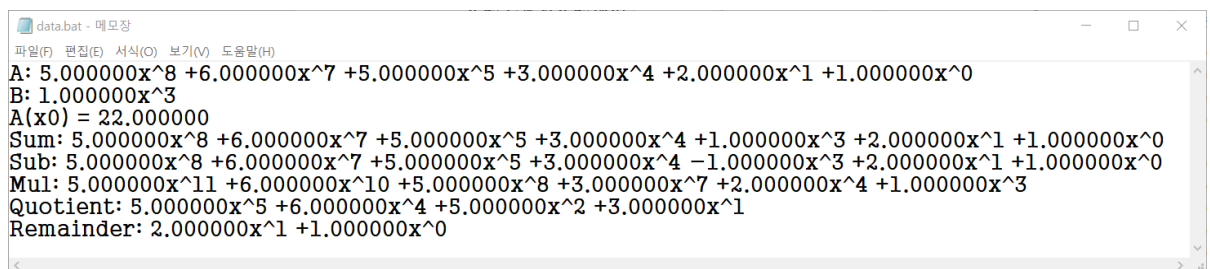 data.bat - 메모장
파일(F) 편집(E) 서식(O) 보기(V) 도움말(H)
A: 5.000000x^8 +6.000000x^7 +5.000000x^5 +3.000000x^4 +2.000000x^1 +1.000000x^0
B: 1.000000x^3
A(x0) = 22.000000
Sum: 5.000000x^8 +6.000000x^7 +5.000000x^5 +3.000000x^4 +1.000000x^3 +2.000000x^1 +1.000000x^0
Sub: 5.000000x^8 +6.000000x^7 +5.000000x^5 +3.000000x^4 -1.000000x^3 +2.000000x^1 +1.000000x^0
Mul: 5.000000x^11 +6.000000x^10 +5.000000x^8 +3.000000x^7 +2.000000x^4 +1.000000x^3
Quotient: 5.000000x^5 +6.000000x^4 +5.000000x^2 +3.000000x^1
Remainder: 2.000000x^1 +1.000000x^0